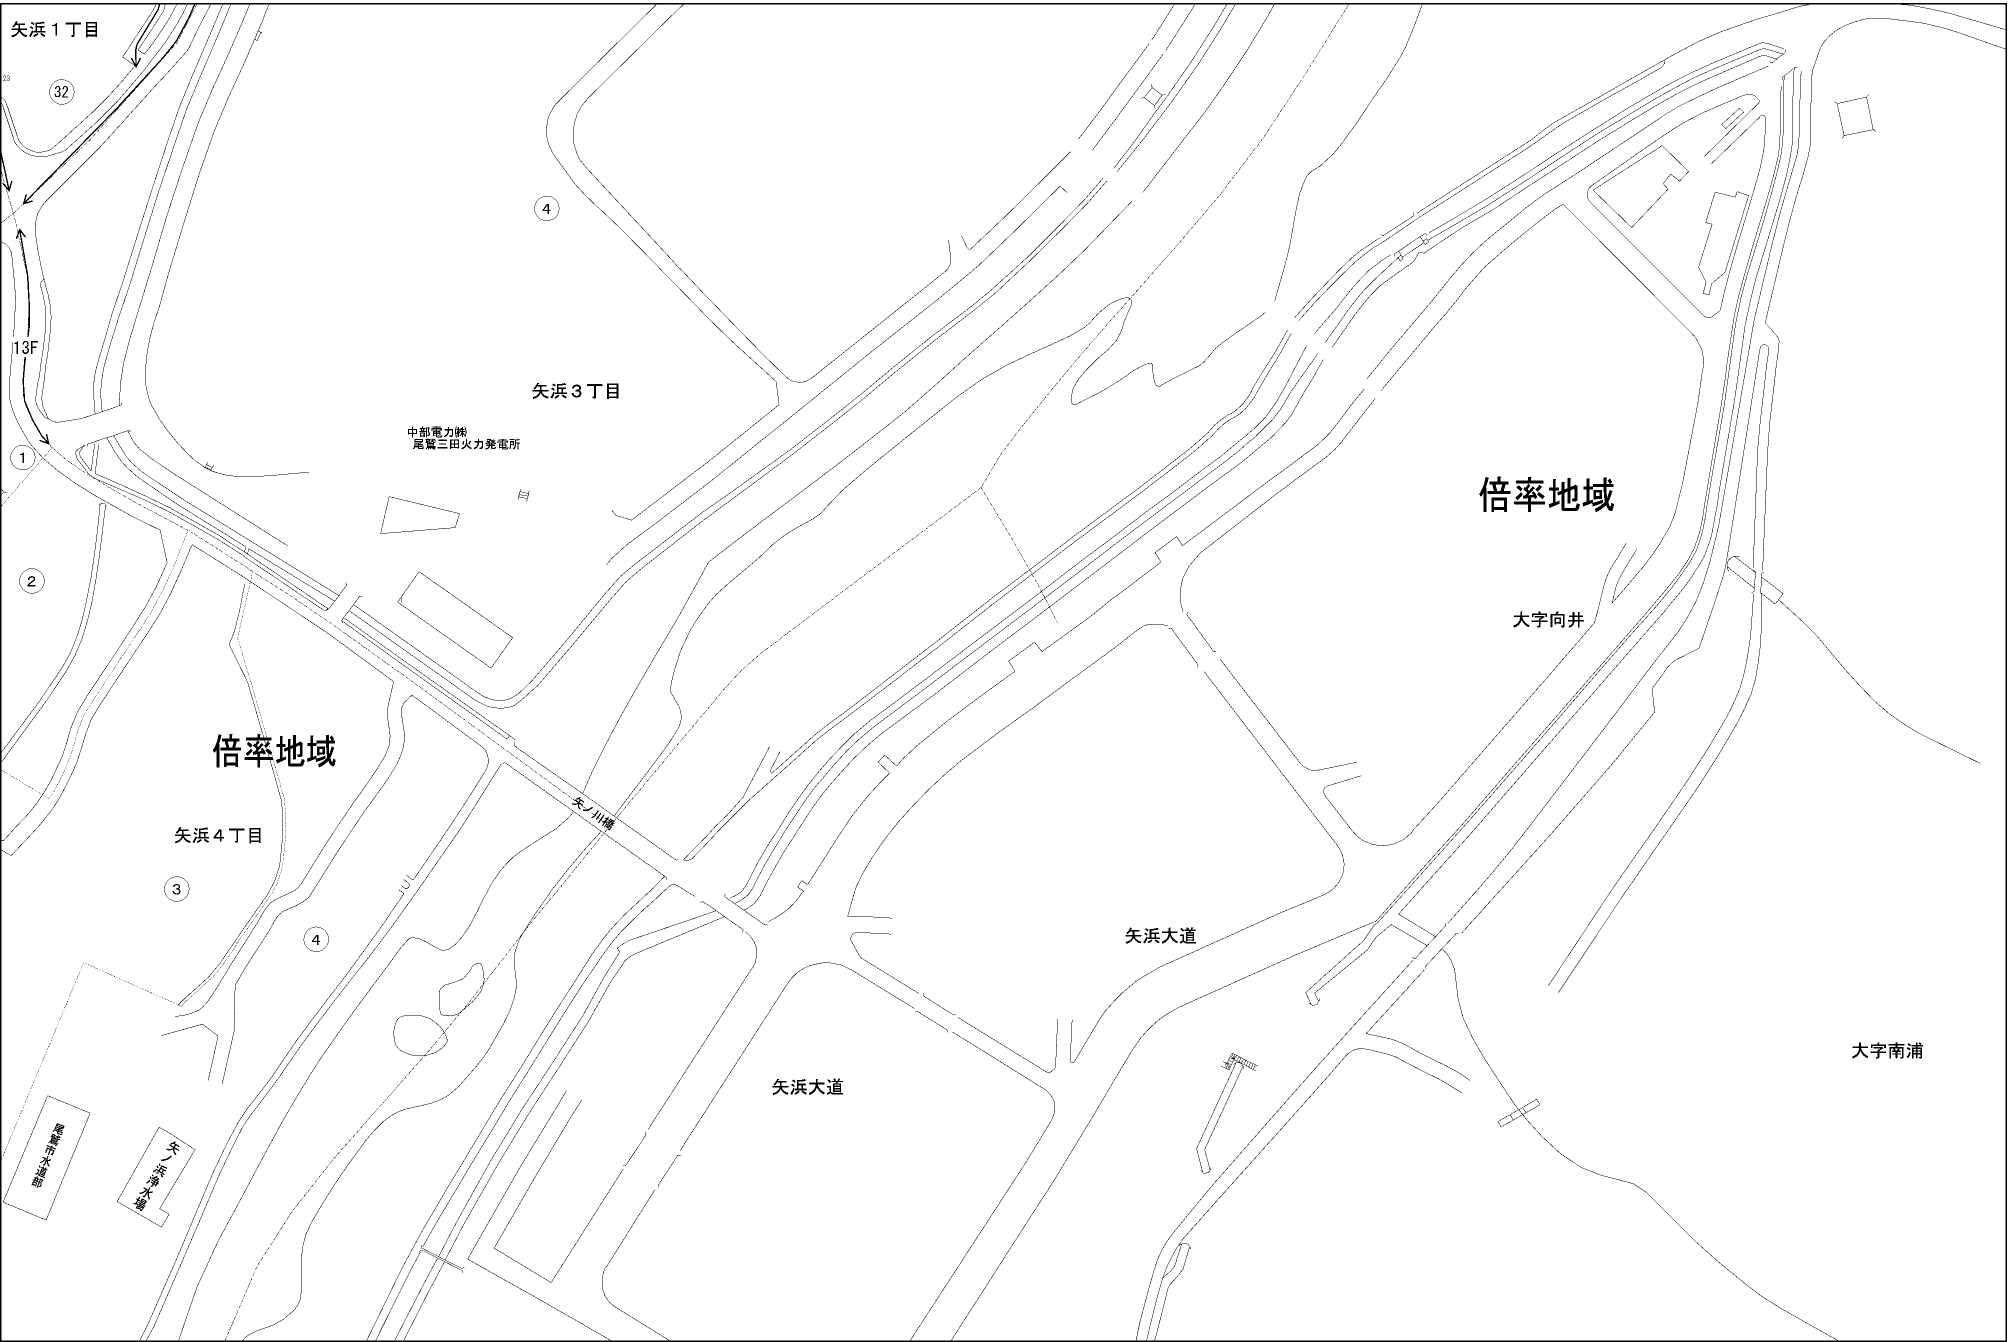 矢浜１丁目
23
32
4
13F
矢浜３丁目
中部電力㈱
尾鷲三田火力発電所
1
倍率地域
2
大字向井
倍率地域
矢ノ川橋
矢浜４丁目
3
4
矢浜大道
大字南浦
矢浜大道
尾鷲市水道部
矢ノ浜浄水場